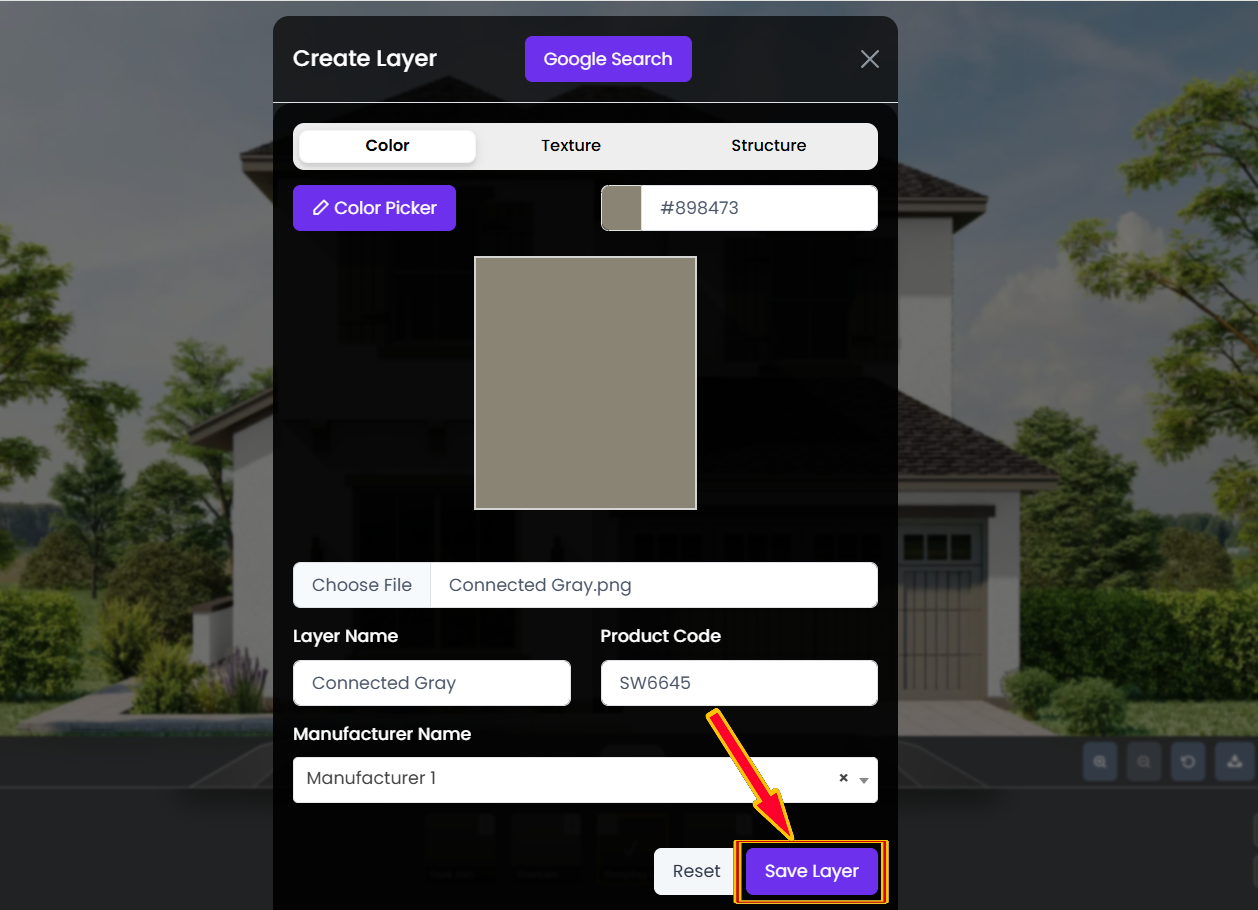 Create Layer
Google Search
Color
Texture
Structure
Color Picker
#898473
Choose File
Connected Gray.png
Layer Name
Product Code
Connected Gray
SW6645
Manufacturer Name
Manufacturer 1
Reset
Save Layer